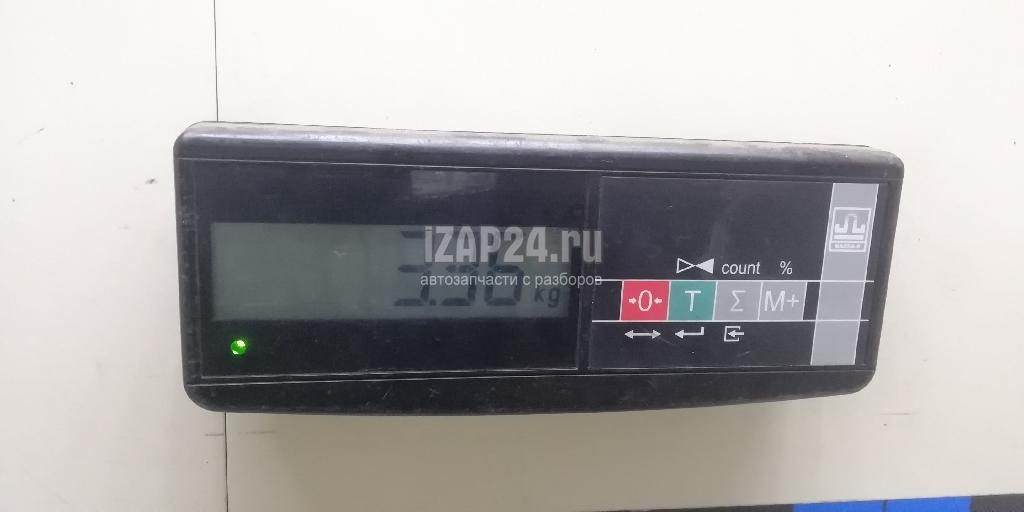 iZAP24.ru
автозапчасти с разборов
kg
count %
→0← T Σ M+